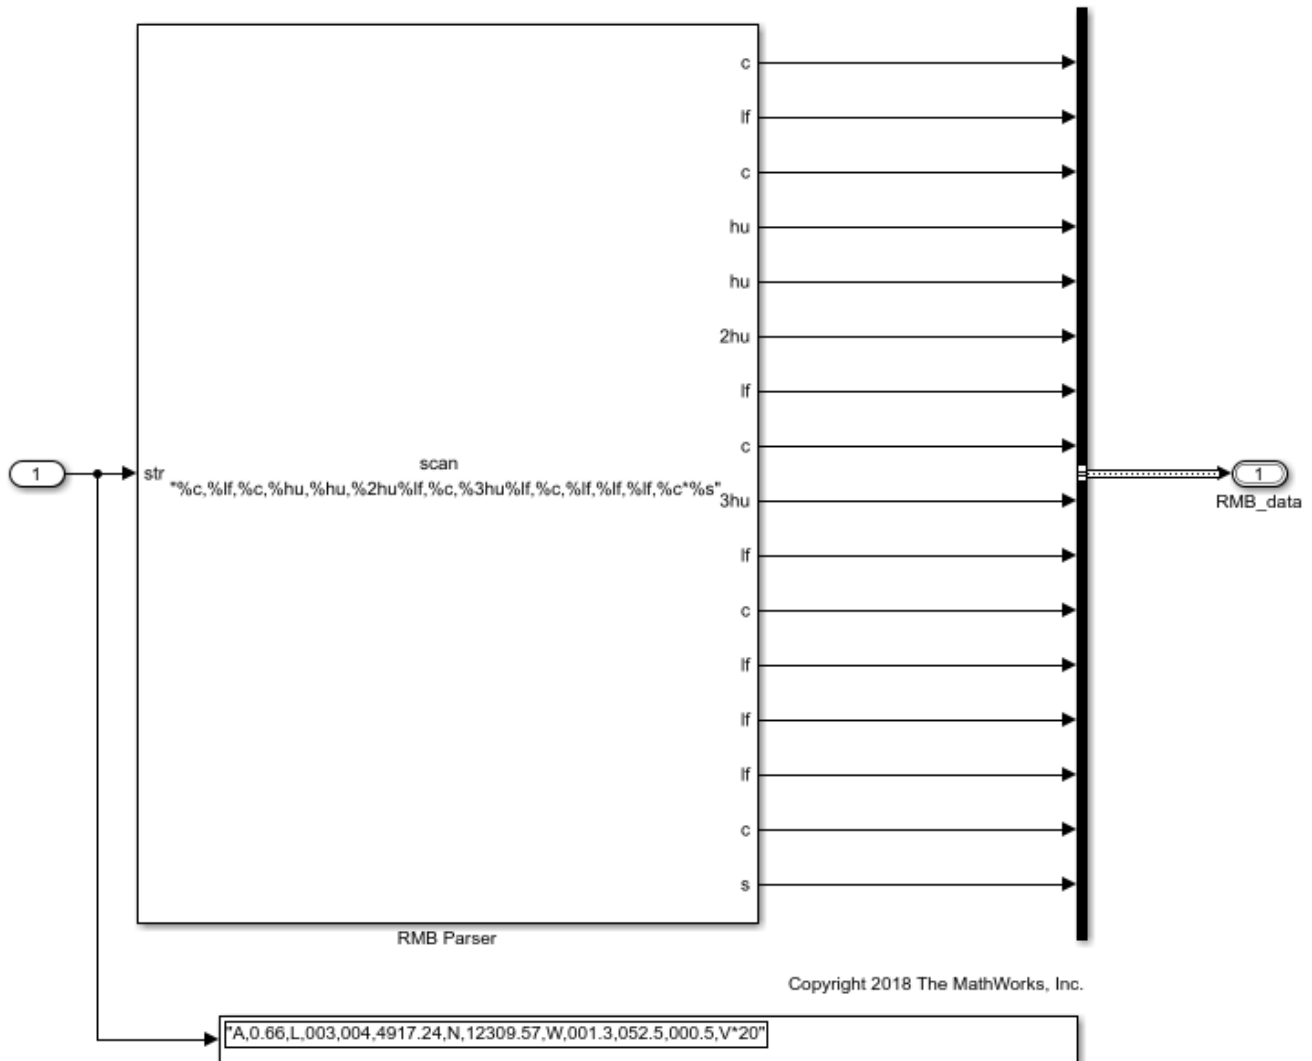 c
lf
c
hu
hu
2hu
lf
c
1
str
scan
"%c,%lf,%c,%hu,%hu,%2hu%lf,%c,%3hu%lf,%c,%lf,%lf,%lf,%c*%s"
3hu
1
RMB_data
lf
c
lf
lf
lf
c
s
RMB Parser
Copyright 2018 The MathWorks, Inc.
"A,0.66,L,003,004,4917.24,N,12309.57,W,001.3,052.5,000.5,V*20"